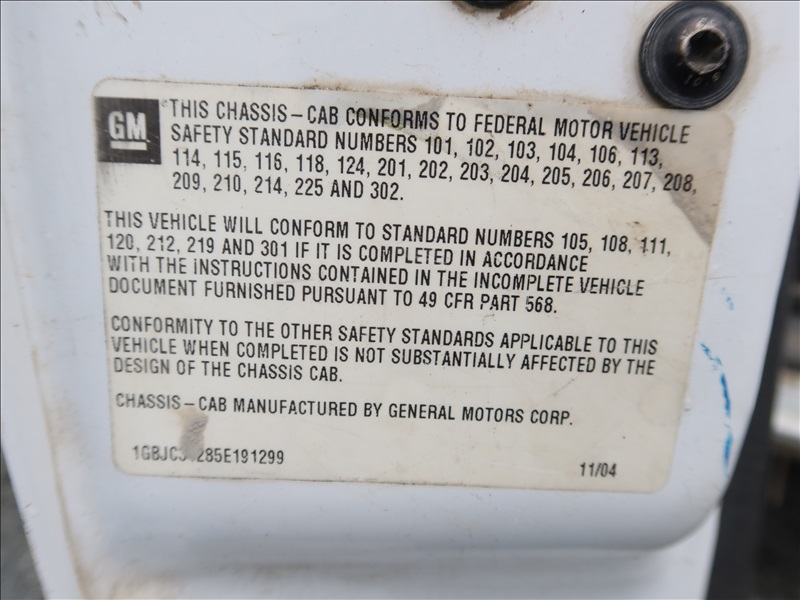 GM
THIS CHASSIS-CAB CONFORMS TO FEDERAL MOTOR VEHICLE
SAFETY STANDARD NUMBERS 101, 102, 103, 104, 106, 113,
114, 115, 116, 118, 124, 201, 202, 203, 204, 205, 206, 207, 208,
209, 210, 214, 225 AND 302.
THIS VEHICLE WILL CONFORM TO STANDARD NUMBERS 105, 108, 111,
120, 212, 219 AND 301 IF IT IS COMPLETED IN ACCORDANCE
WITH THE INSTRUCTIONS CONTAINED IN THE INCOMPLETE VEHICLE
DOCUMENT FURNISHED PURSUANT TO 49 CFR PART 568.
CONFORMITY TO THE OTHER SAFETY STANDARDS APPLICABLE TO THIS
VEHICLE WHEN COMPLETED IS NOT SUBSTANTIALLY AFFECTED BY THE
DESIGN OF THE CHASSIS CAB.
CHASSIS-CAB MANUFACTURED BY GENERAL MOTORS CORP.
11/04